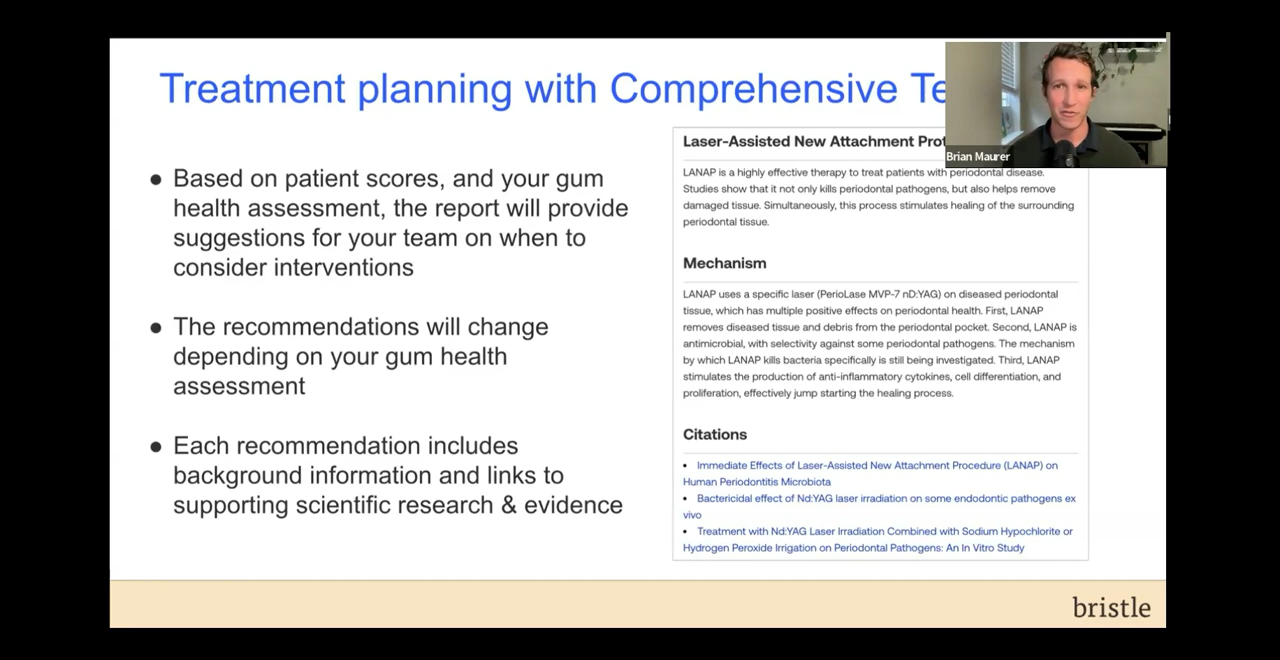 Treatment planning with Comprehensive
Brian Maurer
● Based on patient scores, and your gum
health assessment, the report will provide
suggestions for your team on when to
consider interventions
● The recommendations will change
depending on your gum health
assessment
● Each recommendation includes
background information and links to
supporting scientific research & evidence
Laser-Assisted New Attachment
LANAP is a highly effective therapy to treat patients with periodontal disease.
Studies show that it not only kills periodontal pathogens, but also helps remove
damaged tissue. Simultaneously, this process stimulates healing of the surrounding
periodontal tissue.
Mechanism
LANAP uses a specific laser (PerioLase MVP-7 nD:YAG) on diseased periodontal
tissue, which has multiple positive effects on periodontal health. First, LANAP
removes diseased tissue and debris from the periodontal pocket. Second, LANAP is
antimicrobial, with selectivity against some periodontal pathogens. The mechanism
by which LANAP kills bacteria specifically is still being investigated. Third, LANAP
stimulates the production of anti-inflammatory cytokines, cell differentiation, and
proliferation, effectively jump starting the healing process.
Citations
• Immediate Effects of Laser-Assisted New Attachment Procedure (LANAP) on
Human Periodontitis Microbiota
• Bactericidal effect of Nd:YAG laser irradiation on some endodontic pathogens ex
vivo
• Treatment with Nd:YAG Laser Irradiation Combined with Sodium Hypochlorite or
Hydrogen Peroxide Irrigation on Periodontal Pathogens: An In Vitro Study
bristle